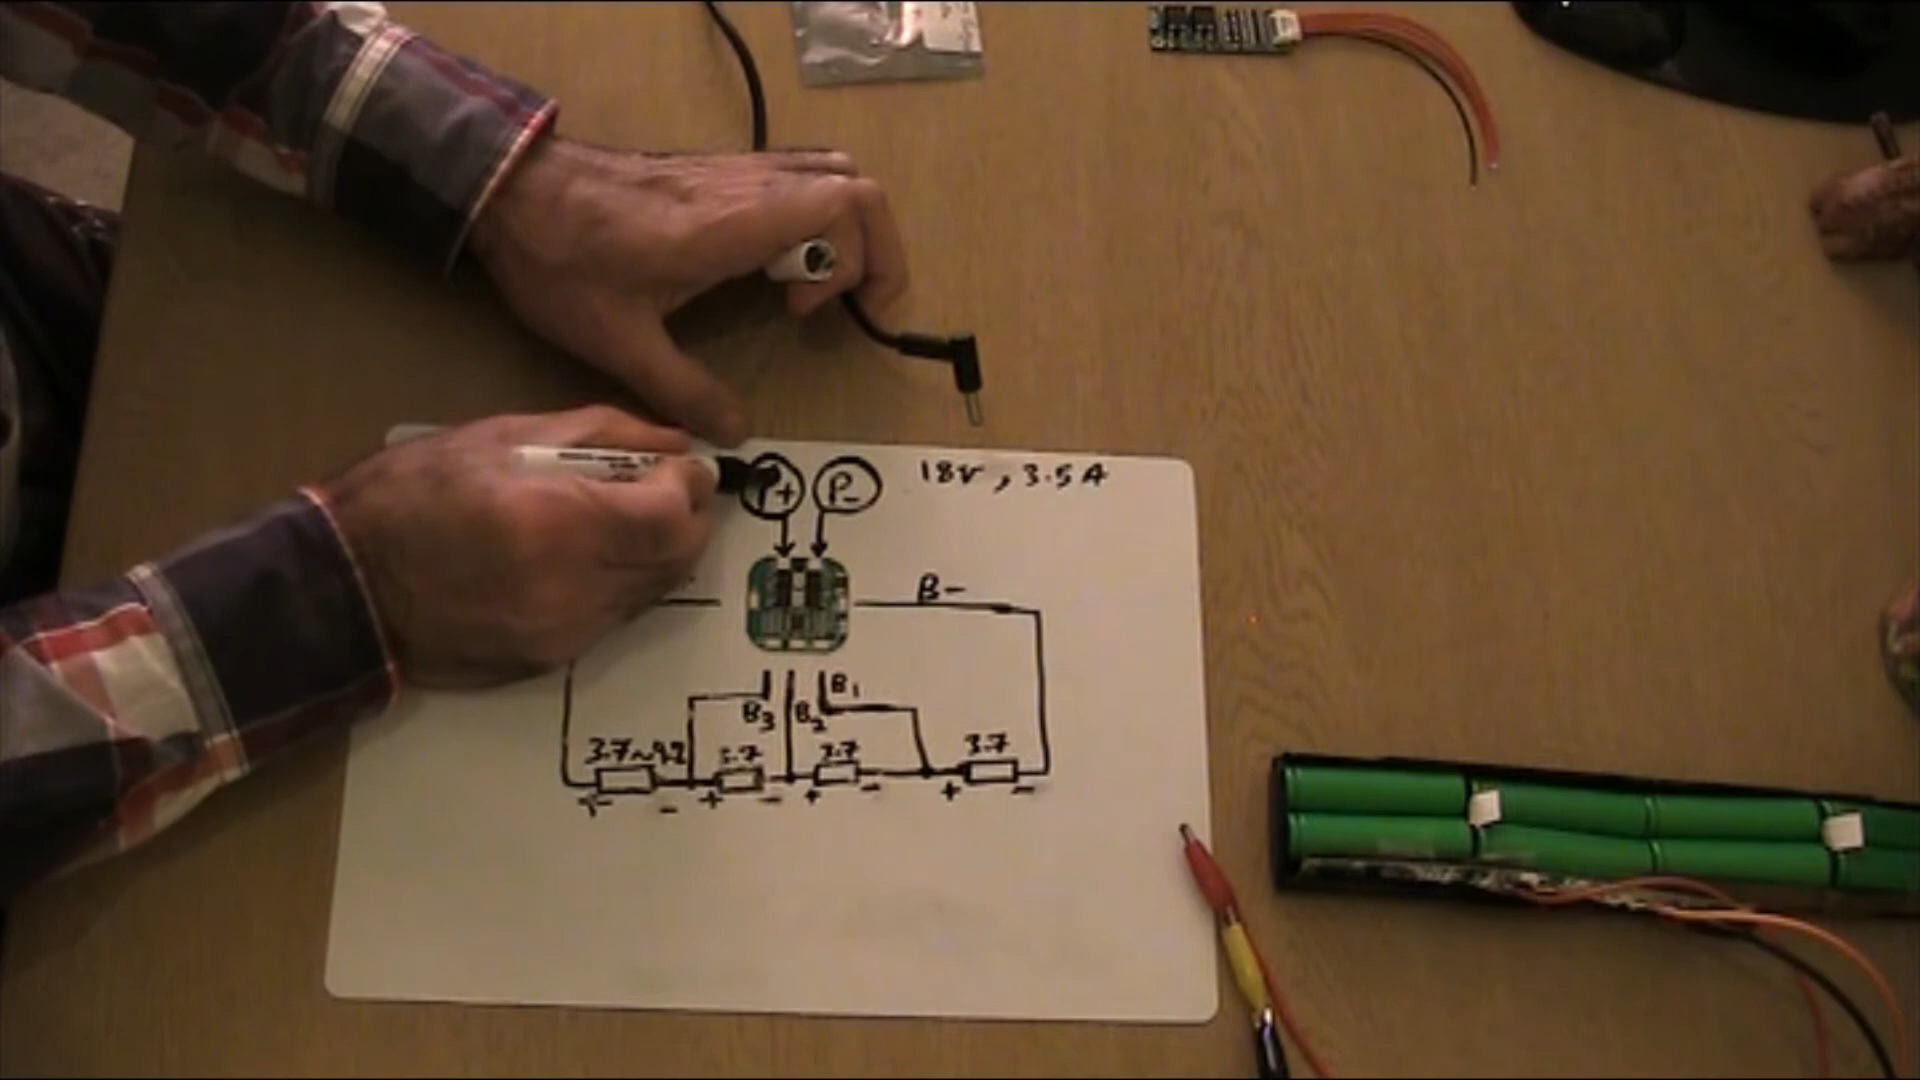 P+ P- 18V, 3.5A
B-
B1
B3 B2
3.7~4.2 3.7 3.7 3.7
+ - + - + - + -